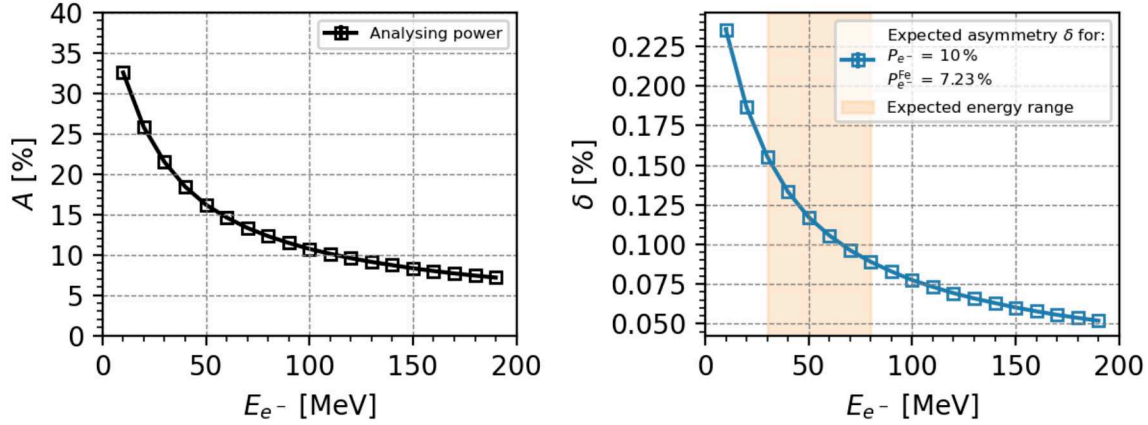 40
35
30
25
20
15
10
5
0
A [%]
0 50 100 150 200
E_{e^-} [MeV]
Analysing power
0.225
0.200
0.175
0.150
0.125
0.100
0.075
0.050
δ [%]
0 50 100 150 200
E_{e^-} [MeV]
Expected asymmetry δ for:
P_{e^-} = 10 %
P_{e^-}^{Fe} = 7.23 %
Expected energy range